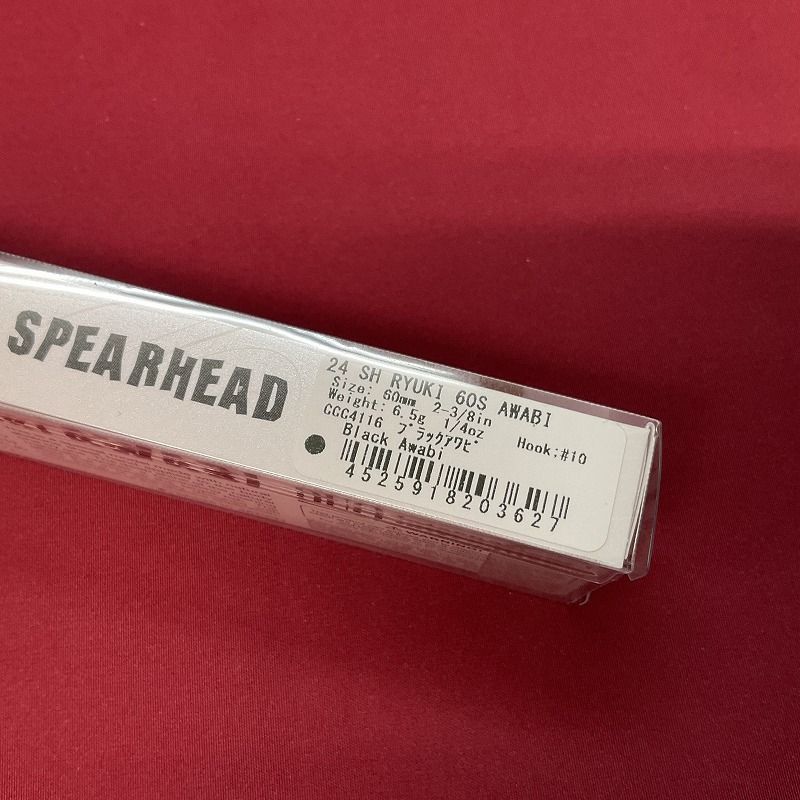 SPEARHEAD
24 SH RYUKI 60S AWABI
Size: 60mm 2-3/8in
Weight: 6.5g 1/4oz Hook:#10
CCC4116 ブラックアワビ
Black Awabi
4525918203627